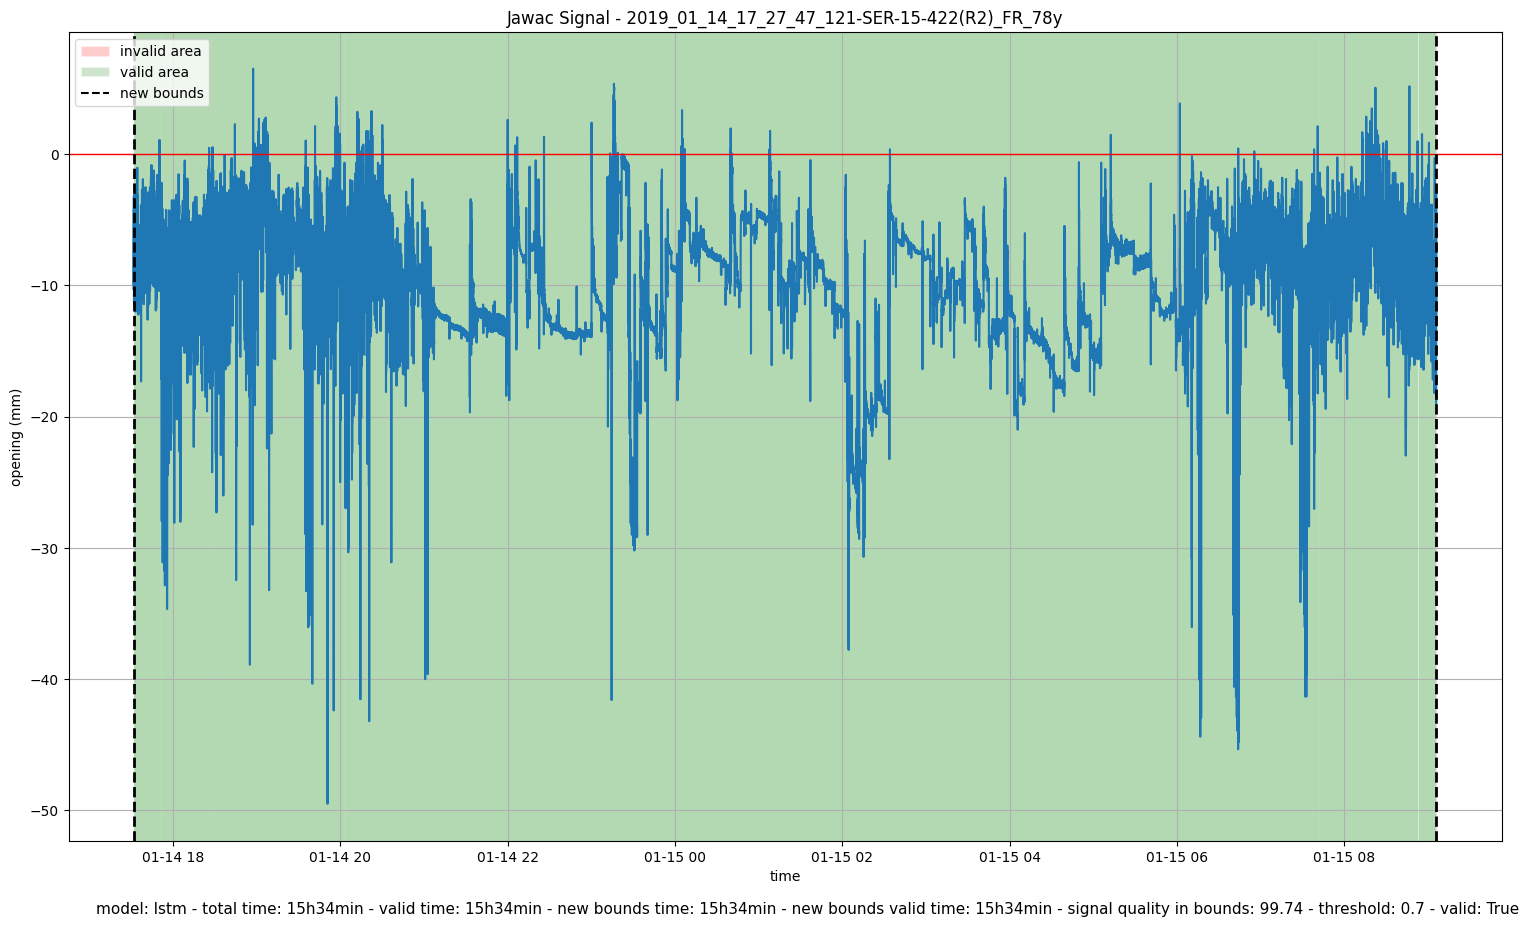 Jawac Signal - 2019_01_14_17_27_47_121-SER-15-422(R2)_FR_78y
invalid area
valid area
new bounds
0
−10
−20
−30
−40
−50
opening (mm)
01-14 18
01-14 20
01-14 22
01-15 00
01-15 02
01-15 04
01-15 06
01-15 08
time
model: lstm - total time: 15h34min - valid time: 15h34min - new bounds time: 15h34min - new bounds valid time: 15h34min - signal quality in bounds: 99.74 - threshold: 0.7 - valid: True